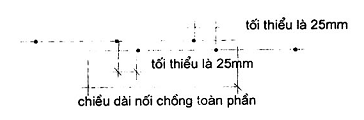 tối thiểu là 25mm
tối thiểu là 25mm
chiều dài nối chồng toàn phần